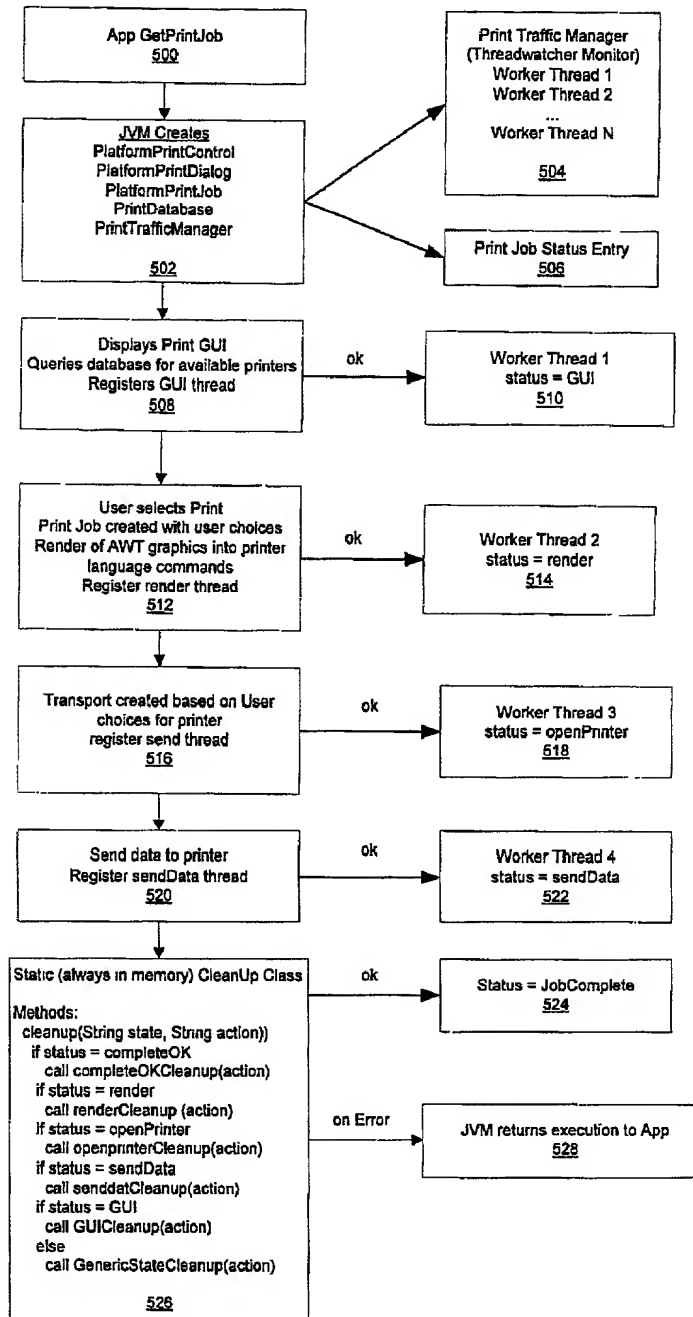 App GetPrintJob
500
Print Traffic Manager
(Threadwatcher Monitor)
Worker Thread 1
Worker Thread 2
...
Worker Thread N
504
JVM Creates
PlatformPrintControl
PlatformPrintDialog
PlatformPrintJob
PrintDatabase
PrintTrafficManager
502
Print Job Status Entry
506
Displays Print GUI
Queries database for available printers
Registers GUI thread
508
ok
Worker Thread 1
status = GUI
510
User selects Print
Print Job created with user choices
Render of AWT graphics into printer
language commands
Register render thread
512
ok
Worker Thread 2
status = render
514
Transport created based on User
choices for printer
register send thread
516
ok
Worker Thread 3
status = openPrinter
518
Send data to printer
Register sendData thread
520
ok
Worker Thread 4
status = sendData
522
Static (always in memory) CleanUp Class
Methods:
cleanup(String state, String action))
if status = completeOK
call completeOKCleanup(action)
if status = render
call renderCleanup (action)
if status = openPrinter
call openprinterCleanup(action)
if status = sendData
call senddatCleanup(action)
if status = GUI
call GUICleanup(action)
else
call GenericStateCleanup(action)
526
ok
Status = JobComplete
524
on Error
JVM returns execution to App
528